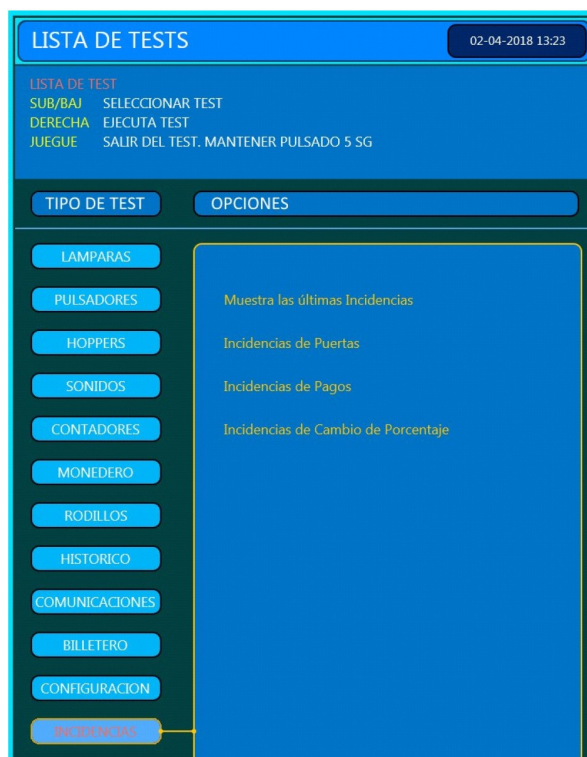 LISTA DE TESTS
02-04-2018 13:23
LISTA DE TEST
SUB/BAJ SELECCIONAR TEST
DERECHA EJECUTA TEST
JUEGUE SALIR DEL TEST. MANTENER PULSADO 5 SG
TIPO DE TEST OPCIONES
LAMPARAS
PULSADORES Muestra las últimas Incidencias
HOPPERS Incidencias de Puertas
SONIDOS Incidencias de Pagos
CONTADORES Incidencias de Cambio de Porcentaje
MONEDERO
RODILLOS
HISTORICO
COMUNICACIONES
BILLETERO
CONFIGURACION
INCIDENCIAS